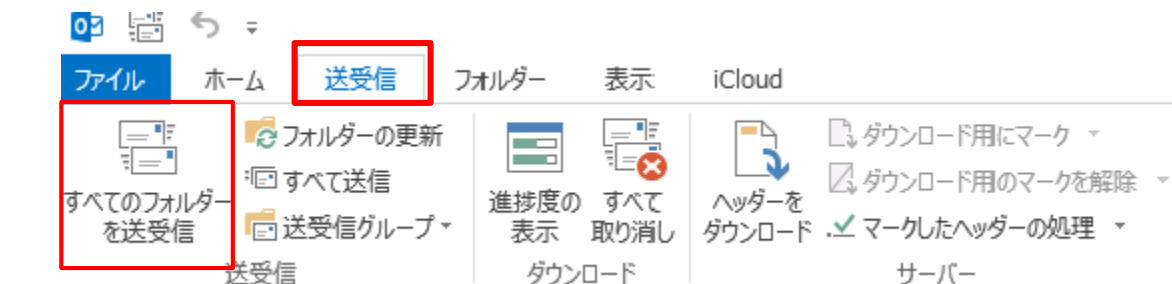 ファイル ホーム 送受信 フォルダー 表示 iCloud
すべてのフォルダー
を送受信
フォルダーの更新
すべて送信
送受信グループ
送受信
進捗度の
表示
すべて
取り消し
ダウンロード
ヘッダーを
ダウンロード
ダウンロード用にマーク
ダウンロード用のマークを解除
マークしたヘッダーの処理
サーバー